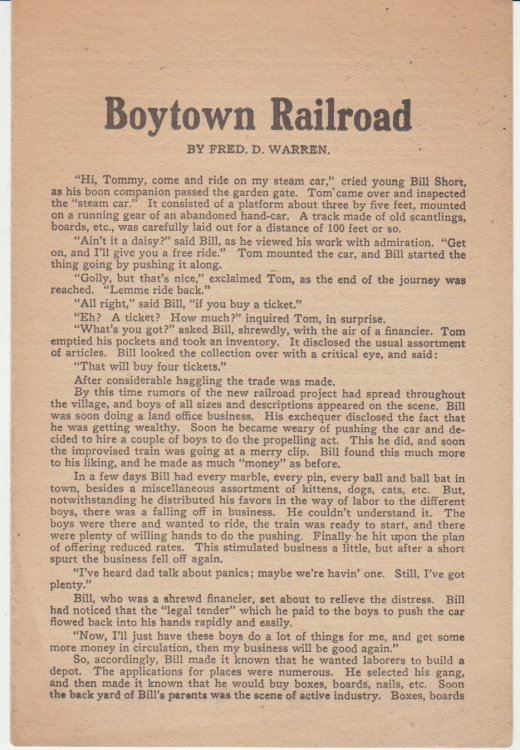 Boytown Railroad
BY FRED. D. WARREN.
"Hi, Tommy, come and ride on my steam car," cried young Bill Short,
as his boon companion passed the garden gate. Tom came over and inspected
the "steam car." It consisted of a platform about three by five feet, mounted
on a running gear of an abandoned hand-car. A track made of old scantlings,
boards, etc., was carefully laid out for a distance of 100 feet or so.
"Ain't it a daisy?" said Bill, as he viewed his work with admiration. "Get
on, and I'll give you a free ride." Tom mounted the car, and Bill started the
thing going by pushing it along.
"Golly, but that's nice," exclaimed Tom, as the end of the journey was
reached. "Lemme ride back."
"All right," said Bill, "if you buy a ticket."
"Eh? A ticket? How much?" inquired Tom, in surprise.
"What's you got?" asked Bill, shrewdly, with the air of a financier. Tom
emptied his pockets and took an inventory. It disclosed the usual assortment
of articles. Bill looked the collection over with a critical eye, and said:
"That will buy four tickets."
After considerable haggling the trade was made.
By this time rumors of the new railroad project had spread throughout
the village, and boys of all sizes and descriptions appeared on the scene. Bill
was soon doing a land office business. His exchequer disclosed the fact that
he was getting wealthy. Soon he became weary of pushing the car and de-
cided to hire a couple of boys to do the propelling act. This he did, and soon
the improvised train was going at a merry clip. Bill found this much more
to his liking, and he made as much "money" as before.
In a few days Bill had every marble, every pin, every ball and ball bat in
town, besides a miscellaneous assortment of kittens, dogs, cats, etc. But,
notwithstanding he distributed his favors in the way of labor to the different
boys, there was a falling off in business. He couldn't understand it. The
boys were there and wanted to ride, the train was ready to start, and there
were plenty of willing hands to do the pushing. Finally he hit upon the plan
of offering reduced rates. This stimulated business a little, but after a short
spurt the business fell off again.
"I've heard dad talk about panics; maybe we're havin' one. Still, I've got
plenty."
Bill, who was a shrewd financier, set about to relieve the distress. Bill
had noticed that the "legal tender" which he paid to the boys to push the car
flowed back into his hands rapidly and easily.
"Now, I'll just have these boys do a lot of things for me, and get some
more money in circulation, then my business will be good again."
So, accordingly, Bill made it known that he wanted laborers to build a
depot. The applications for places were numerous. He selected his gang,
and then made it known that he would buy boxes, boards, nails, etc. Soon
the back yard of Bill's parents was the scene of active industry. Boxes, boards